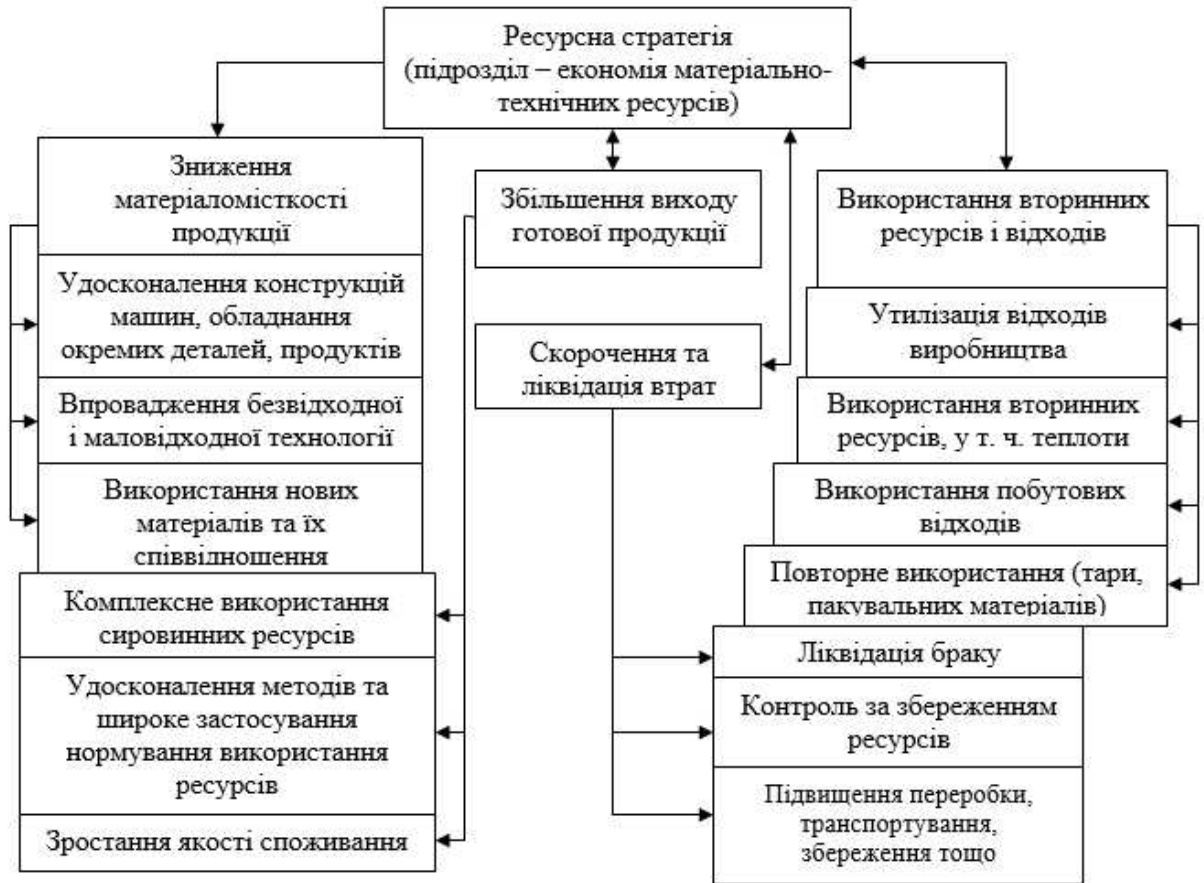 Ресурсна стратегія
(підрозділ – економія матеріально-
технічних ресурсів)
Зниження
матеріаломісткості
продукції
Удосконалення конструкцій
машин, обладнання
окремих деталей, продуктів
Впровадження безвідходної
і маловідходної технології
Використання нових
матеріалів та їх
співвідношення
Збільшення виходу
готової продукції
Комплексне використання
сировинних ресурсів
Удосконалення методів та
широке застосування
нормування використання
ресурсів
Зростання якості споживання
Скорочення та
ліквідація втрат
Ліквідація браку
Контроль за збереженням
ресурсів
Підвищення переробки,
транспортування,
збереження тощо
Використання вторинних
ресурсів і відходів
Утилізація відходів
виробництва
Використання вторинних
ресурсів, у т. ч. теплоти
Використання побутових
відходів
Повторне використання (тари,
пакувальних матеріалів)